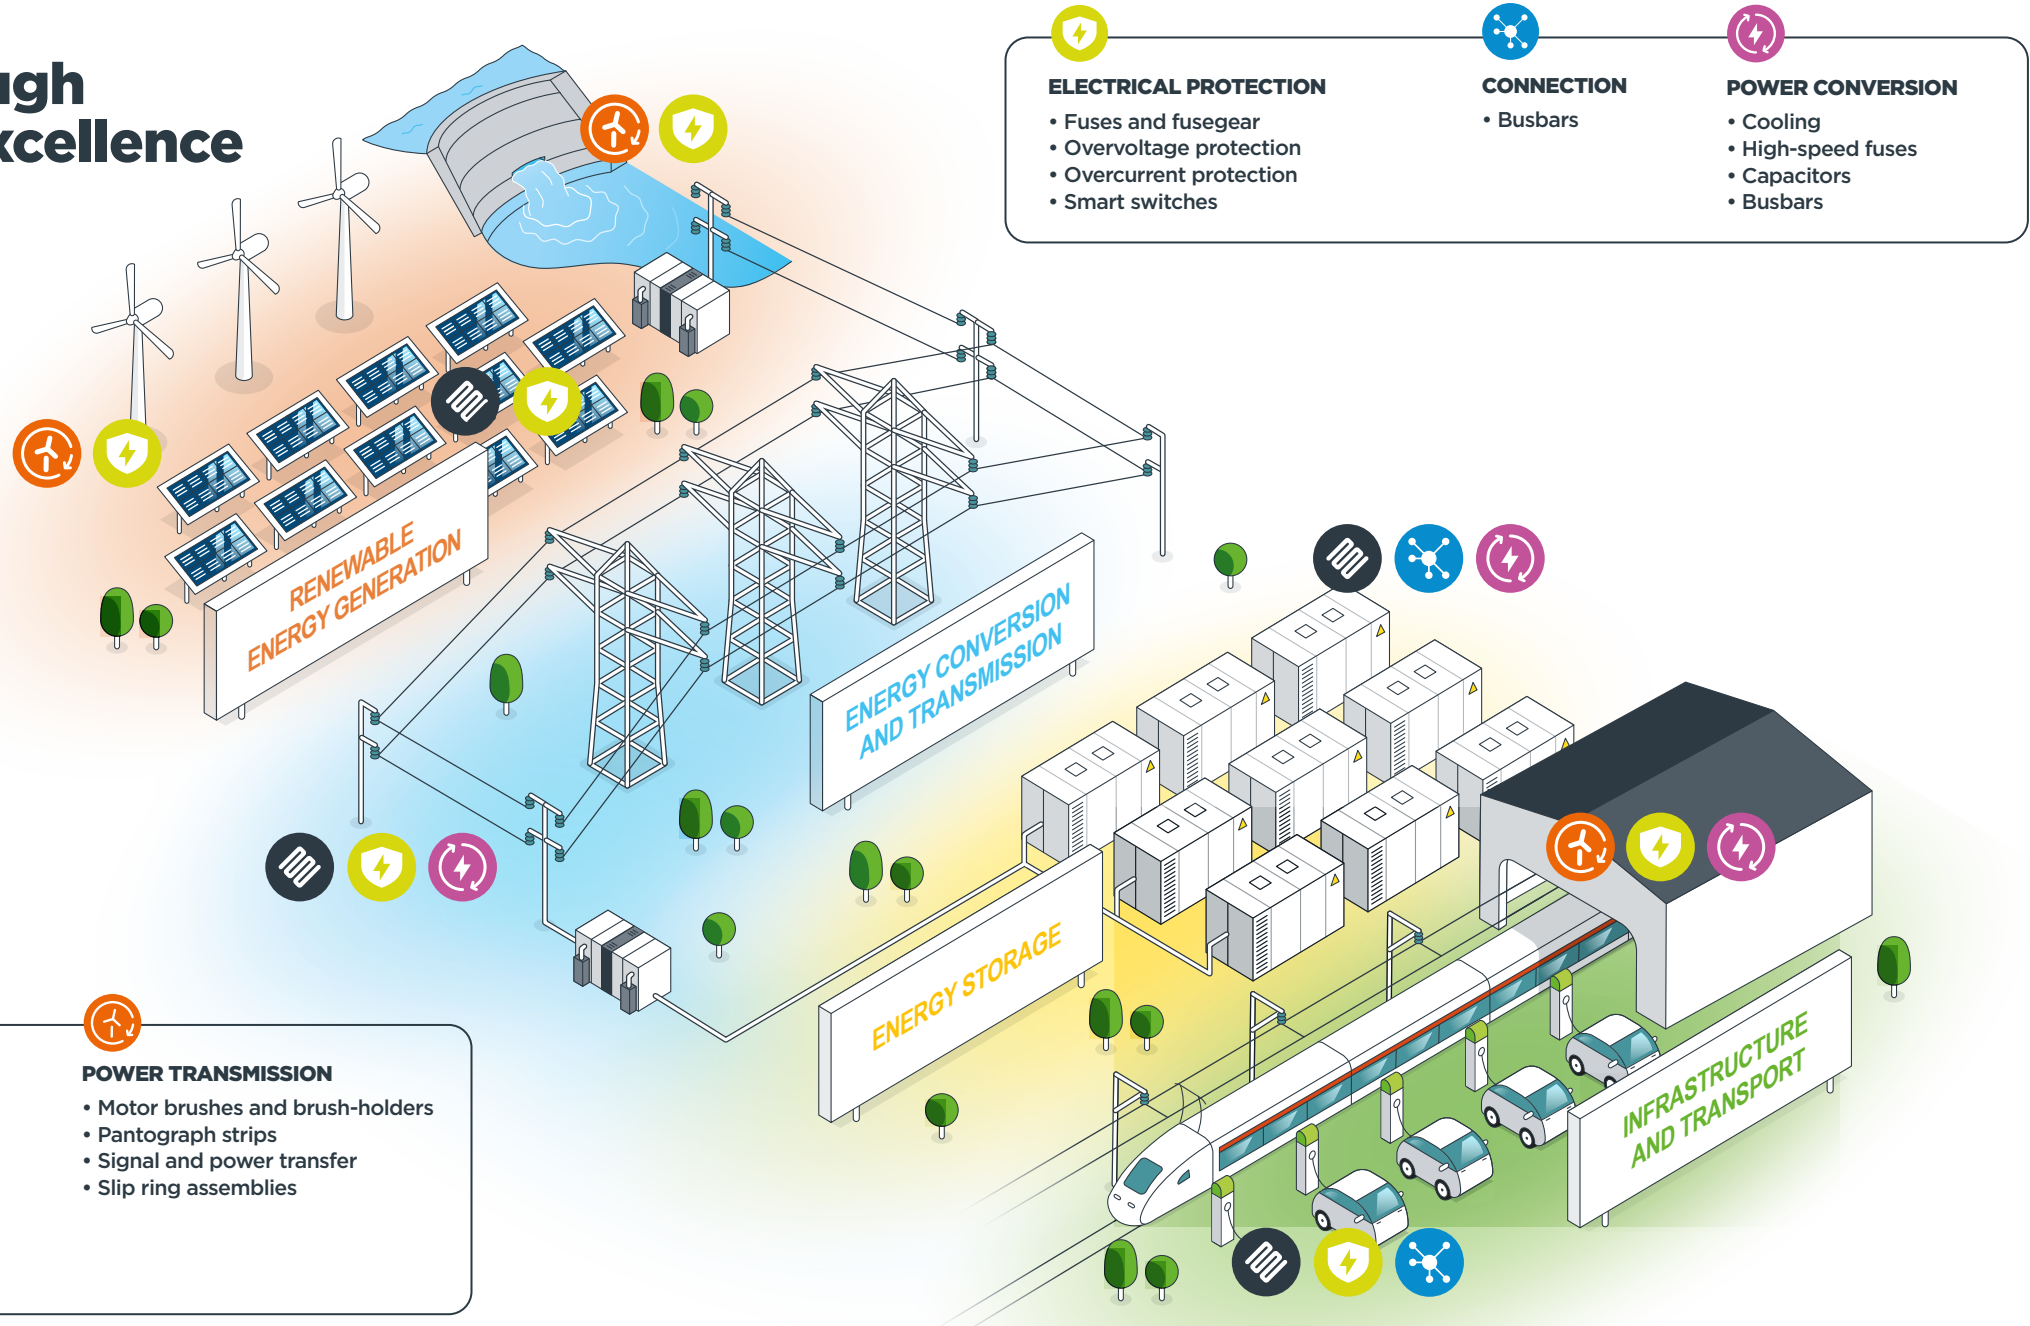 ELECTRICAL PROTECTION
• Fuses and fusegear
• Overvoltage protection
• Overcurrent protection
• Smart switches
CONNECTION
• Busbars
POWER CONVERSION
• Cooling
• High-speed fuses
• Capacitors
• Busbars
RENEWABLE
ENERGY GENERATION
ENERGY CONVERSION
AND TRANSMISSION
ENERGY STORAGE
INFRASTRUCTURE
AND TRANSPORT
POWER TRANSMISSION
• Motor brushes and brush-holders
• Pantograph strips
• Signal and power transfer
• Slip ring assemblies